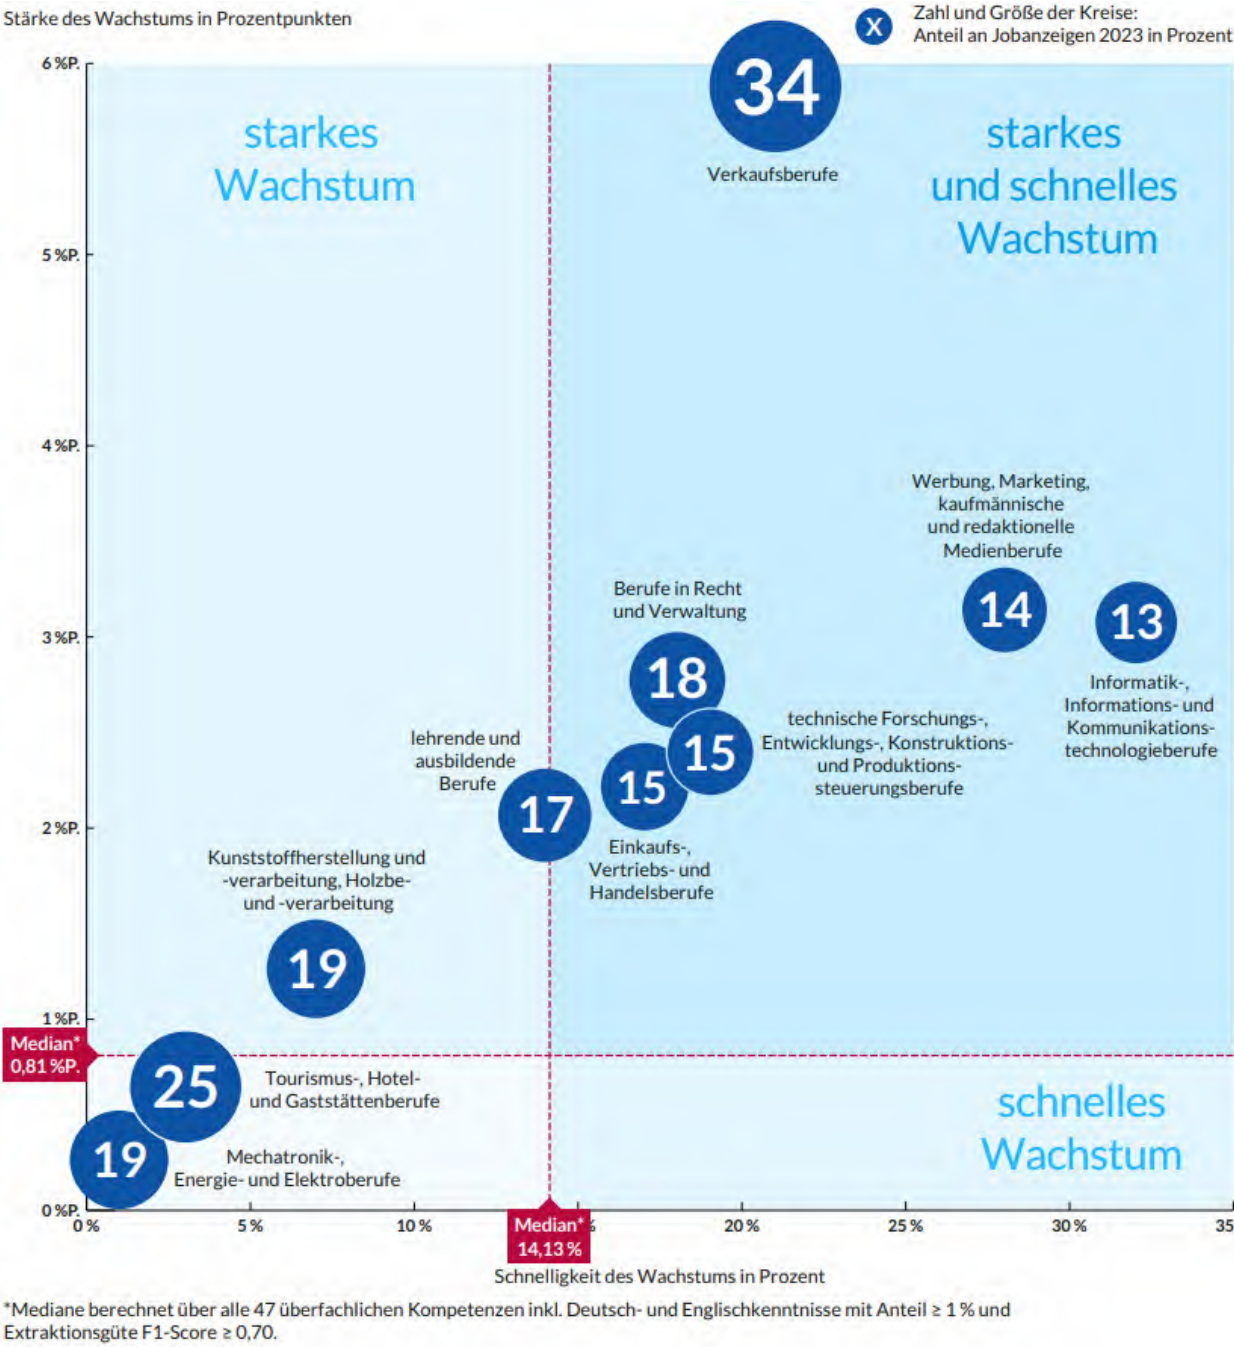 Stärke des Wachstums in Prozentpunkten
X
Zahl und Größe der Kreise:
Anteil an Jobanzeigen 2023 in Prozent
6 %P.
34
Verkaufsberufe
starkes
Wachstum
starkes
und schnelles
Wachstum
5 %P.
4 %P.
Werbung, Marketing,
kaufmännische
und redaktionelle
Medienberufe
14
13
Informatik-,
Informations- und
Kommunikations-
technologieberufe
Berufe in Recht
und Verwaltung
18
3 %P.
technische Forschungs-,
Entwicklungs-, Konstruktions-
und Produktions-
steuerungsberufe
15
15
Einkaufs-,
Vertriebs- und
Handelsberufe
lehrende und
ausbildende
Berufe
17
2 %P.
Kunststoffherstellung und
-verarbeitung, Holzbe-
und -verarbeitung
19
1 %P.
Median*
0,81 %P.
25
Tourismus-, Hotel-
und Gaststättenberufe
19
Mechatronik-,
Energie- und Elektroberufe
schnelles
Wachstum
0 %P.
0 %
5 %
10 %
Median*
14,13 %
%
20 %
25 %
30 %
35
Schnelligkeit des Wachstums in Prozent
*Mediane berechnet über alle 47 überfachlichen Kompetenzen inkl. Deutsch- und Englischkenntnisse mit Anteil ≥ 1 % und
Extraktionsgüte F1-Score ≥ 0,70.